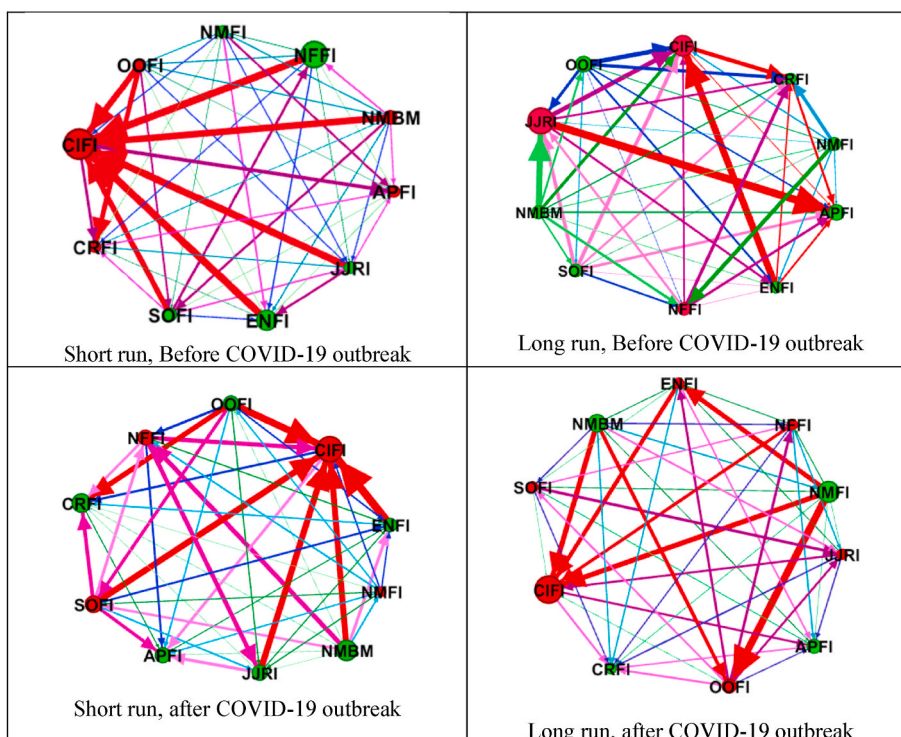 NMFI
OOFI
NFFI
CIFI
NMBM
APFI
CRFI
JJRI
SOFI
ENFI
Short run, Before COVID-19 outbreak
CIFI
OOFI
CRFI
JJRI
NMFI
NMBM
APFI
SOFI
ENFI
NFFI
Long run, Before COVID-19 outbreak
OOFI
NFFI
CIFI
CRFI
ENFI
SOFI
NMFI
APFI
NMBM
JJRI
Short run, after COVID-19 outbreak
ENFI
NMBM
NFFI
SOFI
NMFI
JJRI
CIFI
APFI
CRFI
OOFI
Long run, after COVID-19 outbreak